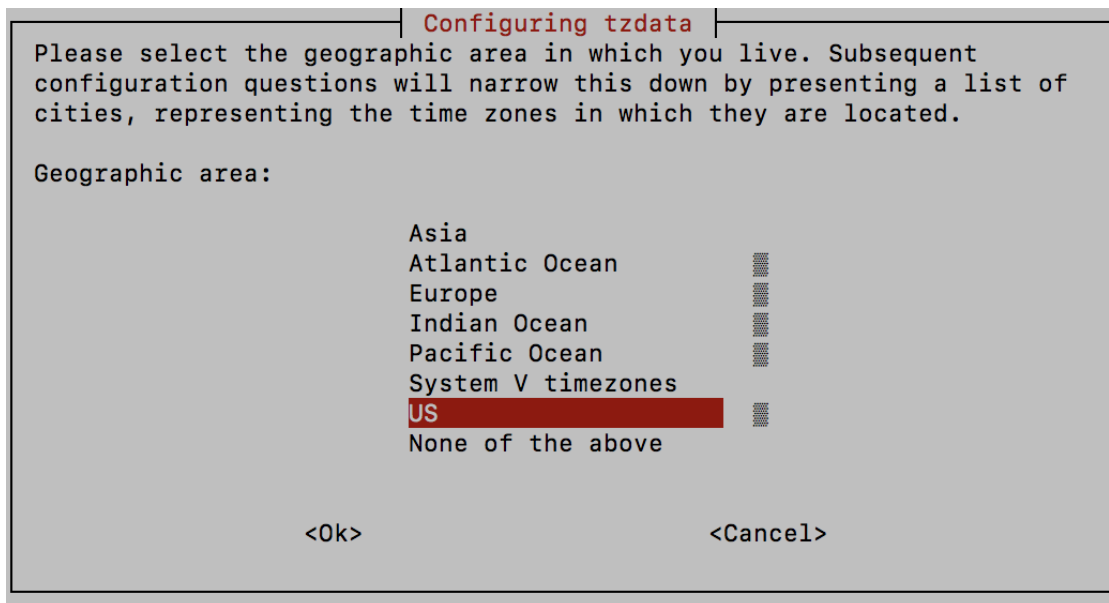 Configuring tzdata
Please select the geographic area in which you live. Subsequent
configuration questions will narrow this down by presenting a list of
cities, representing the time zones in which they are located.
Geographic area:
Asia
Atlantic Ocean
Europe
Indian Ocean
Pacific Ocean
System V timezones
US
None of the above
<Ok> <Cancel>